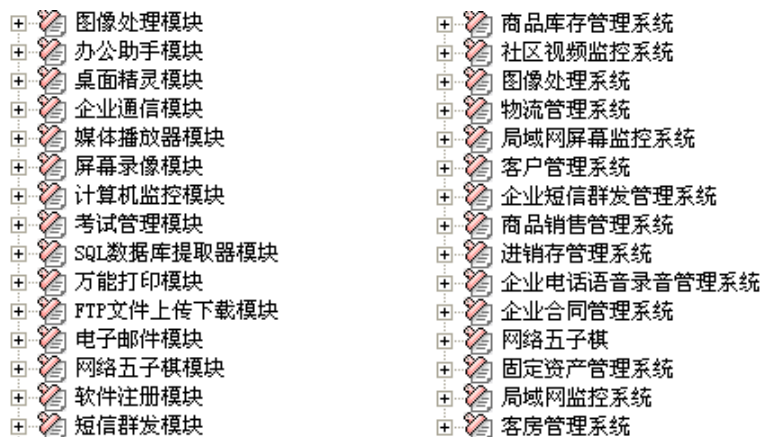 图像处理模块
办公助手模块
桌面精灵模块
企业通信模块
媒体播放器模块
屏幕录像模块
计算机监控模块
考试管理模块
SQL数据库提取器模块
万能打印模块
FTP文件上传下载模块
电子邮件模块
网络五子棋模块
软件注册模块
短信群发模块
商品库存管理系统
社区视频监控系统
图像处理系统
物流管理系统
局域网屏幕监控系统
客户管理系统
企业短信群发管理系统
商品销售管理系统
进销存管理系统
企业电话语音录音管理系统
企业合同管理系统
网络五子棋
固定资产管理系统
局域网监控系统
客房管理系统